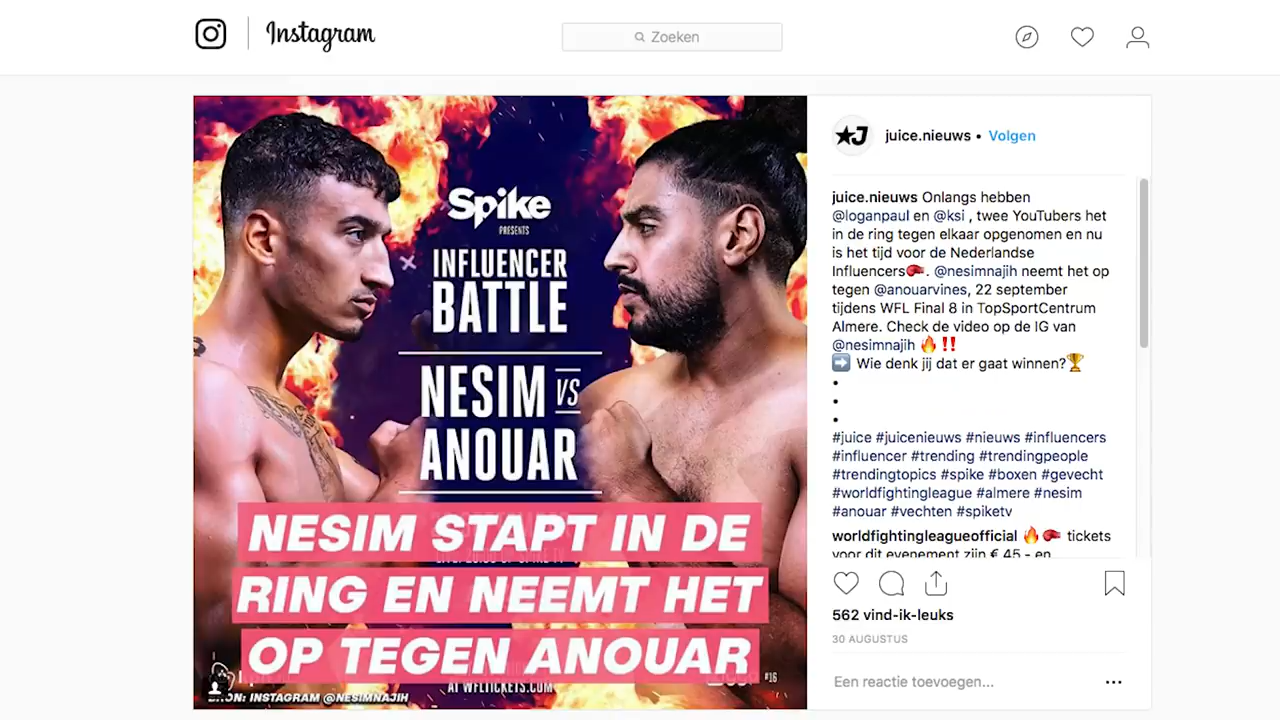 Instagram
Zoeken
Spike
PRESENTS
INFLUENCER
BATTLE
NESIM VS
ANOUAR
NESIM STAPT IN DE
RING EN NEEMT HET
OP TEGEN ANOUAR
AT WFLTICKETS.COM
#16
BRON: INSTAGRAM @NESIMNAJIH
juice.nieuws • Volgen
juice.nieuws Onlangs hebben
@loganpaul en @ksi , twee YouTubers het
in de ring tegen elkaar opgenomen en nu
is het tijd voor de Nederlandse
Influencers🥊. @nesimnajih neemt het op
tegen @anouarvines, 22 september
tijdens WFL Final 8 in TopSportCentrum
Almere. Check de video op de IG van
@nesimnajih 🔥‼️
➡️ Wie denk jij dat er gaat winnen?🏆
•
•
•
#juice #juicenieuws #nieuws #influencers
#influencer #trending #trendingpeople
#trendingtopics #spike #boxen #gevecht
#worldfightingleague #almere #nesim
#anouar #vechten #spiketv
worldfightingleagueofficial 🔥🥊 tickets
voor dit evenement zijn € 45,- en
562 vind-ik-leuks
30 AUGUSTUS
Een reactie toevoegen...